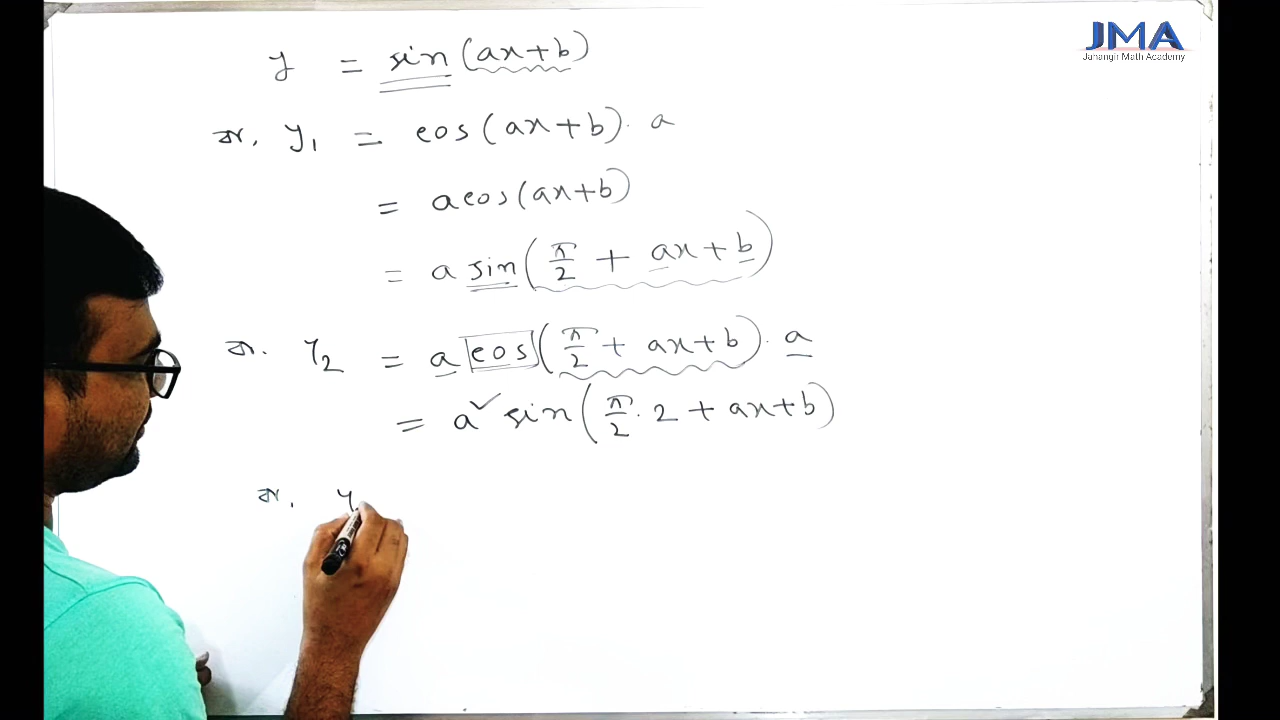 JMA
Jahangir Math Academy
y = sin(ax+b)
বা, y₁ = cos(ax+b). a
= a cos(ax+b)
= a sin(π/2 + ax+b)
বা. y₂ = a cos(π/2 + ax+b). a
= a² sin(π/2 . 2 + ax+b)
বা. y